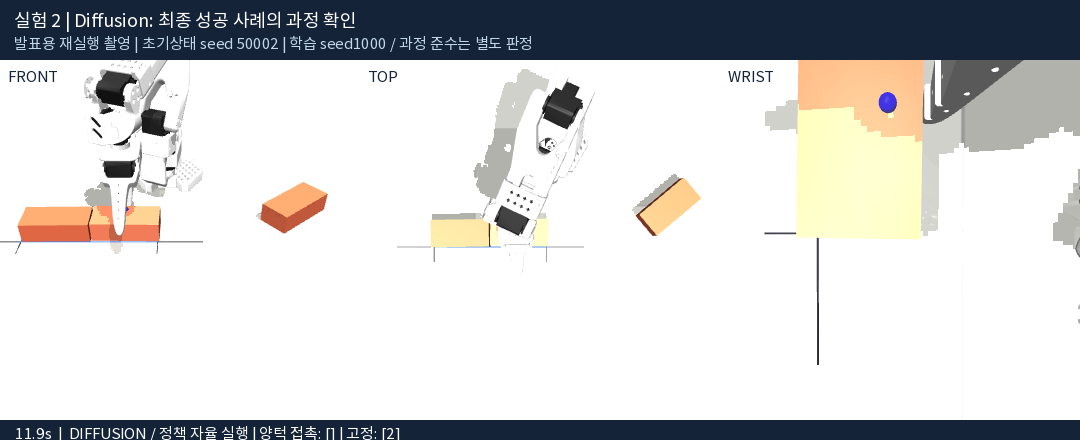 실험 2 | Diffusion: 최종 성공 사례의 과정 확인
발표용 재실행 촬영 | 초기상태 seed 50002 | 학습 seed1000 / 과정 준수는 별도 판정
FRONT
TOP
WRIST
11.9s | DIFFUSION / 정책 자율 실행 | 양턱 접촉: [] | 고정: [2]